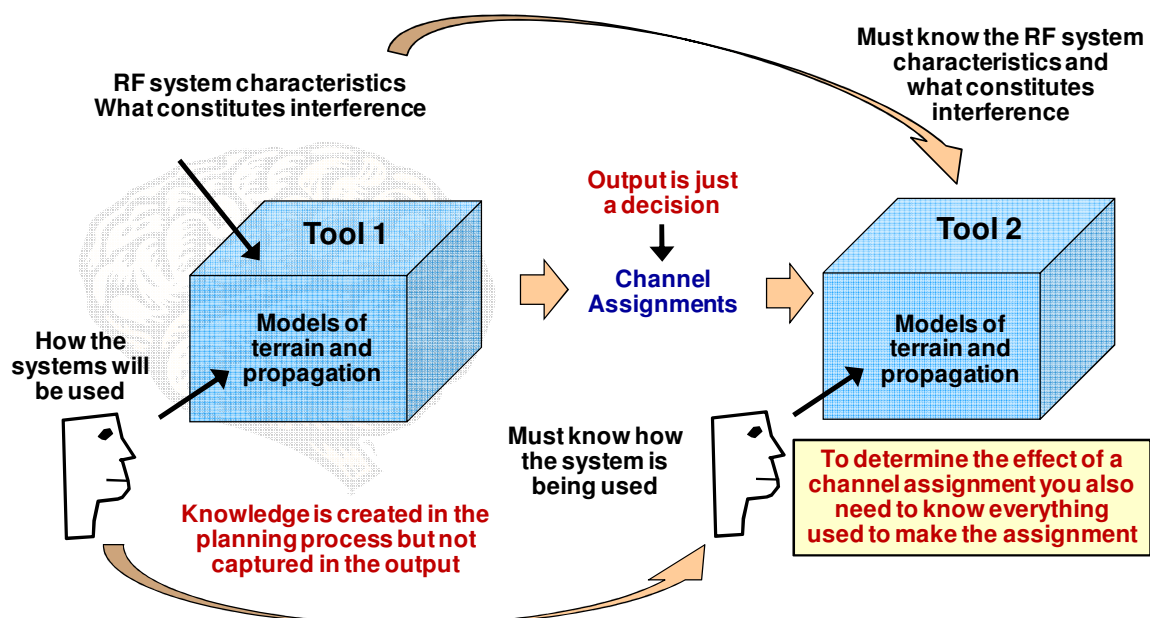 RF system characteristics
What constitutes interference
Must know the RF system
characteristics and
what constitutes
interference
Tool 1
Models of
terrain and
propagation
How the
systems will
be used
Knowledge is created in the
planning process but not
captured in the output
Output is just
a decision
Channel
Assignments
Tool 2
Models of
terrain and
propagation
Must know how
the system is
being used
To determine the effect of a
channel assignment you also
need to know everything
used to make the assignment